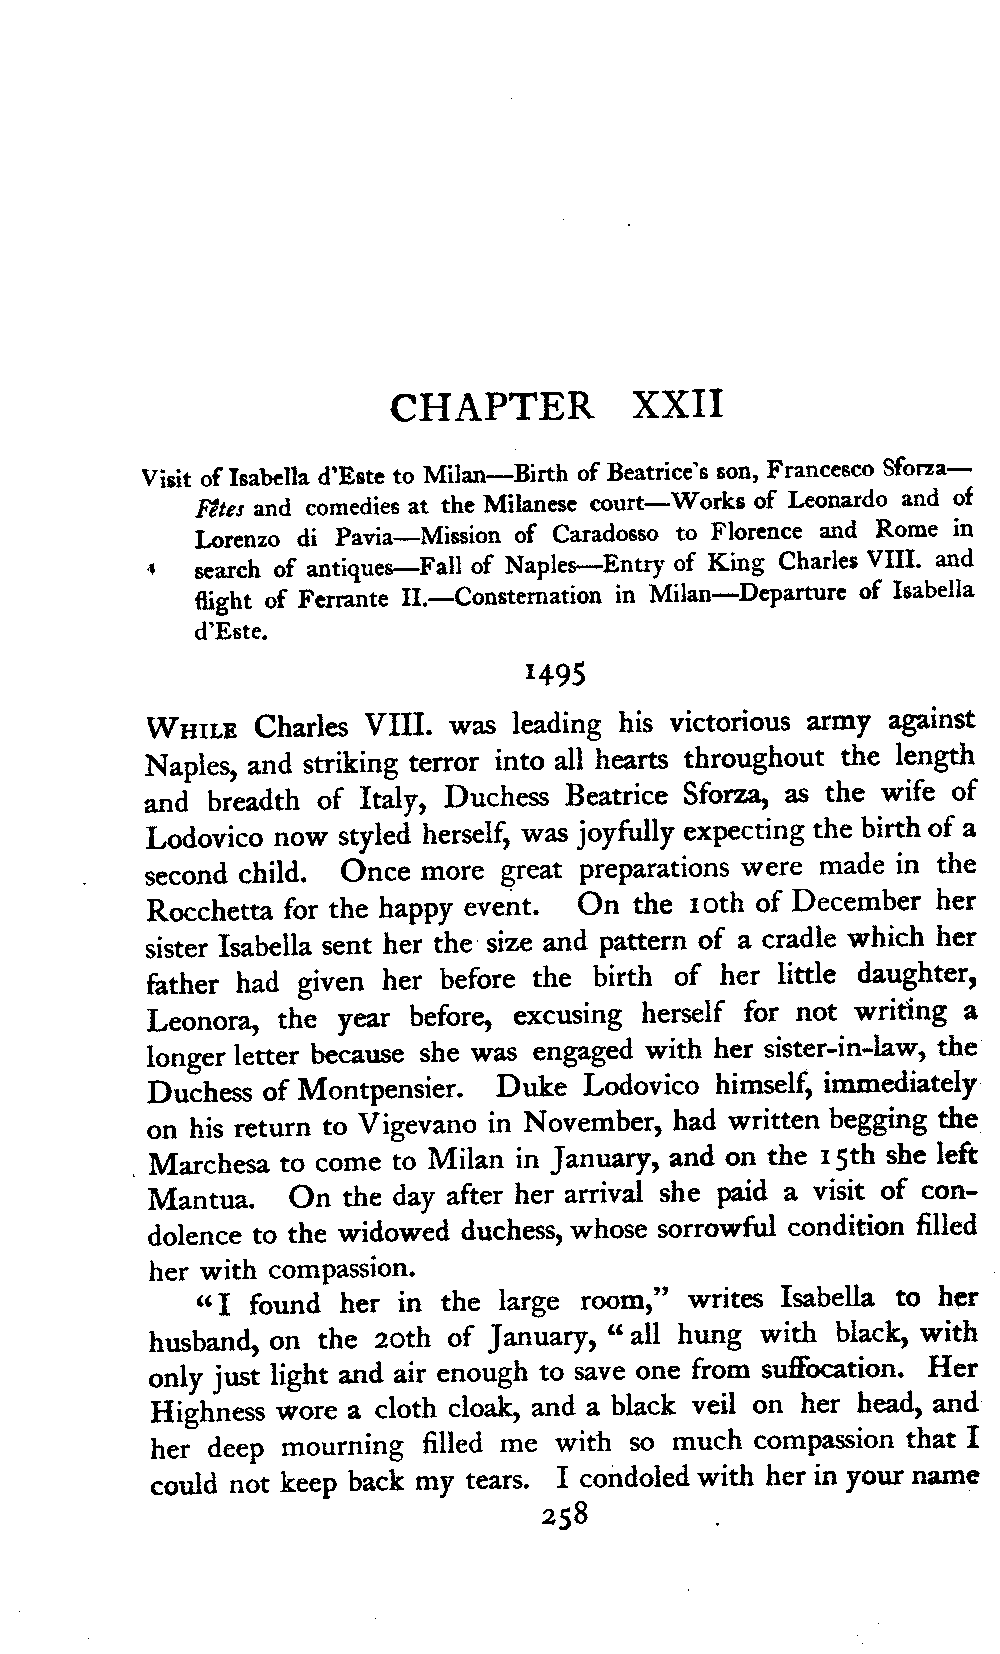 CHAPTER XXII
Visit of Isabella d'Este to Milan—Birth of Beatrice's son, Francesco Sforza—
Fêtes and comedies at the Milanese court—Works of Leonardo and of
Lorenzo di Pavia—Mission of Caradosso to Florence and Rome in
search of antiques—Fall of Naples—Entry of King Charles VIII. and
flight of Ferrante II.—Consternation in Milan—Departure of Isabella
d'Este.
1495
WHILE Charles VIII. was leading his victorious army against
Naples, and striking terror into all hearts throughout the length
and breadth of Italy, Duchess Beatrice Sforza, as the wife of
Lodovico now styled herself, was joyfully expecting the birth of a
second child. Once more great preparations were made in the
Rocchetta for the happy event. On the 10th of December her
sister Isabella sent her the size and pattern of a cradle which her
father had given her before the birth of her little daughter,
Leonora, the year before, excusing herself for not writing a
longer letter because she was engaged with her sister-in-law, the
Duchess of Montpensier. Duke Lodovico himself, immediately
on his return to Vigevano in November, had written begging the
Marchesa to come to Milan in January, and on the 15th she left
Mantua. On the day after her arrival she paid a visit of con-
dolence to the widowed duchess, whose sorrowful condition filled
her with compassion.
"I found her in the large room," writes Isabella to her
husband, on the 20th of January, "all hung with black, with
only just light and air enough to save one from suffocation. Her
Highness wore a cloth cloak, and a black veil on her head, and
her deep mourning filled me with so much compassion that I
could not keep back my tears. I condoled with her in your name
258